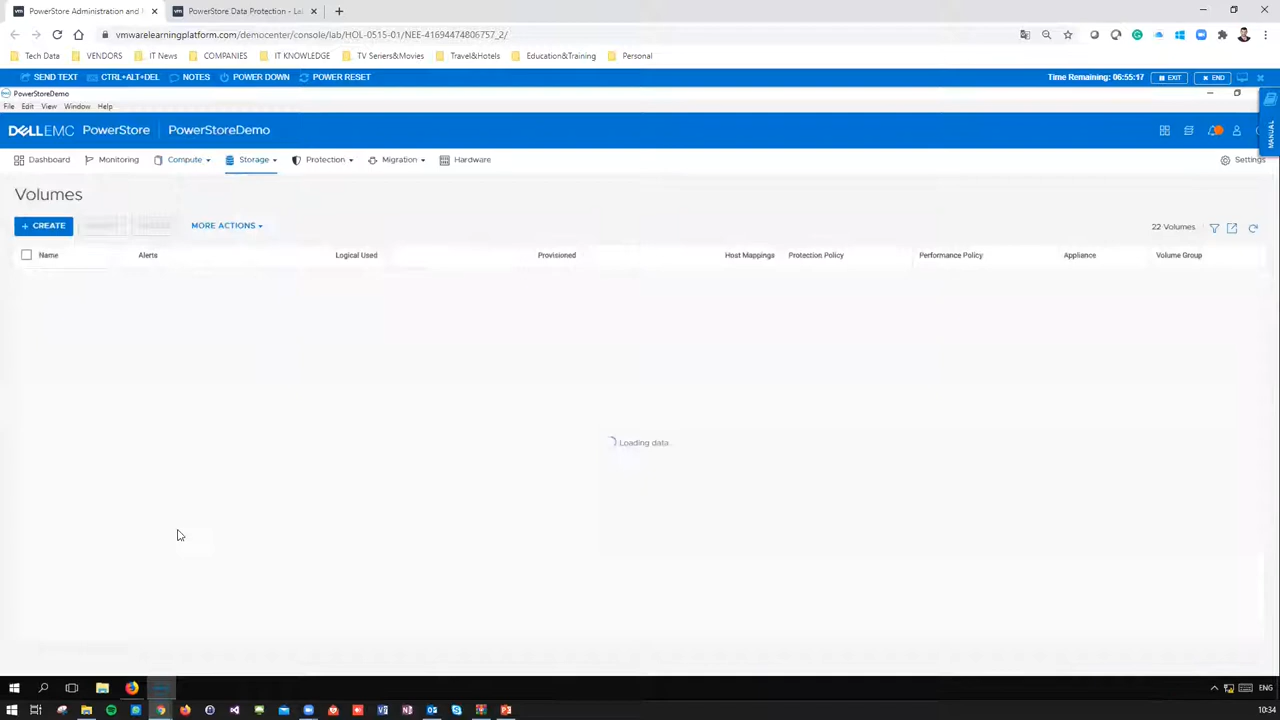 PowerStore Administration and
PowerStore Data Protection - La
vmwarelearningplatform.com/democenter/console/lab/HOL-0515-01/NEE-41694474806757_2/
Tech Data VENDORS IT News COMPANIES IT KNOWLEDGE TV Seriers&Movies Travel&Hotels Education&Training Personal
SEND TEXT CTRL+ALT+DEL NOTES POWER DOWN POWER RESET Time Remaining: 06:55:17 EXIT END
PowerStoreDemo
File Edit View Window Help
MANUAL
DELL EMC PowerStore PowerStoreDemo
Dashboard Monitoring Compute Storage Protection Migration Hardware Settings
Volumes
+ CREATE MORE ACTIONS 22 Volumes
Name Alerts Logical Used Provisioned Host Mappings Protection Policy Performance Policy Appliance Volume Group
Loading data.
ENG
10:34